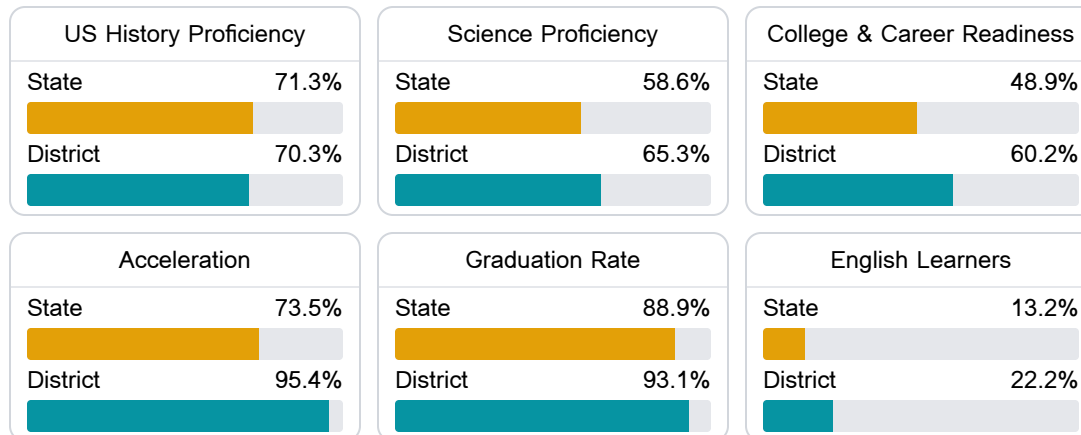 US History Proficiency
State 71.3%
District 70.3%
Science Proficiency
State 58.6%
District 65.3%
College & Career Readiness
State 48.9%
District 60.2%
Acceleration
State 73.5%
District 95.4%
Graduation Rate
State 88.9%
District 93.1%
English Learners
State 13.2%
District 22.2%